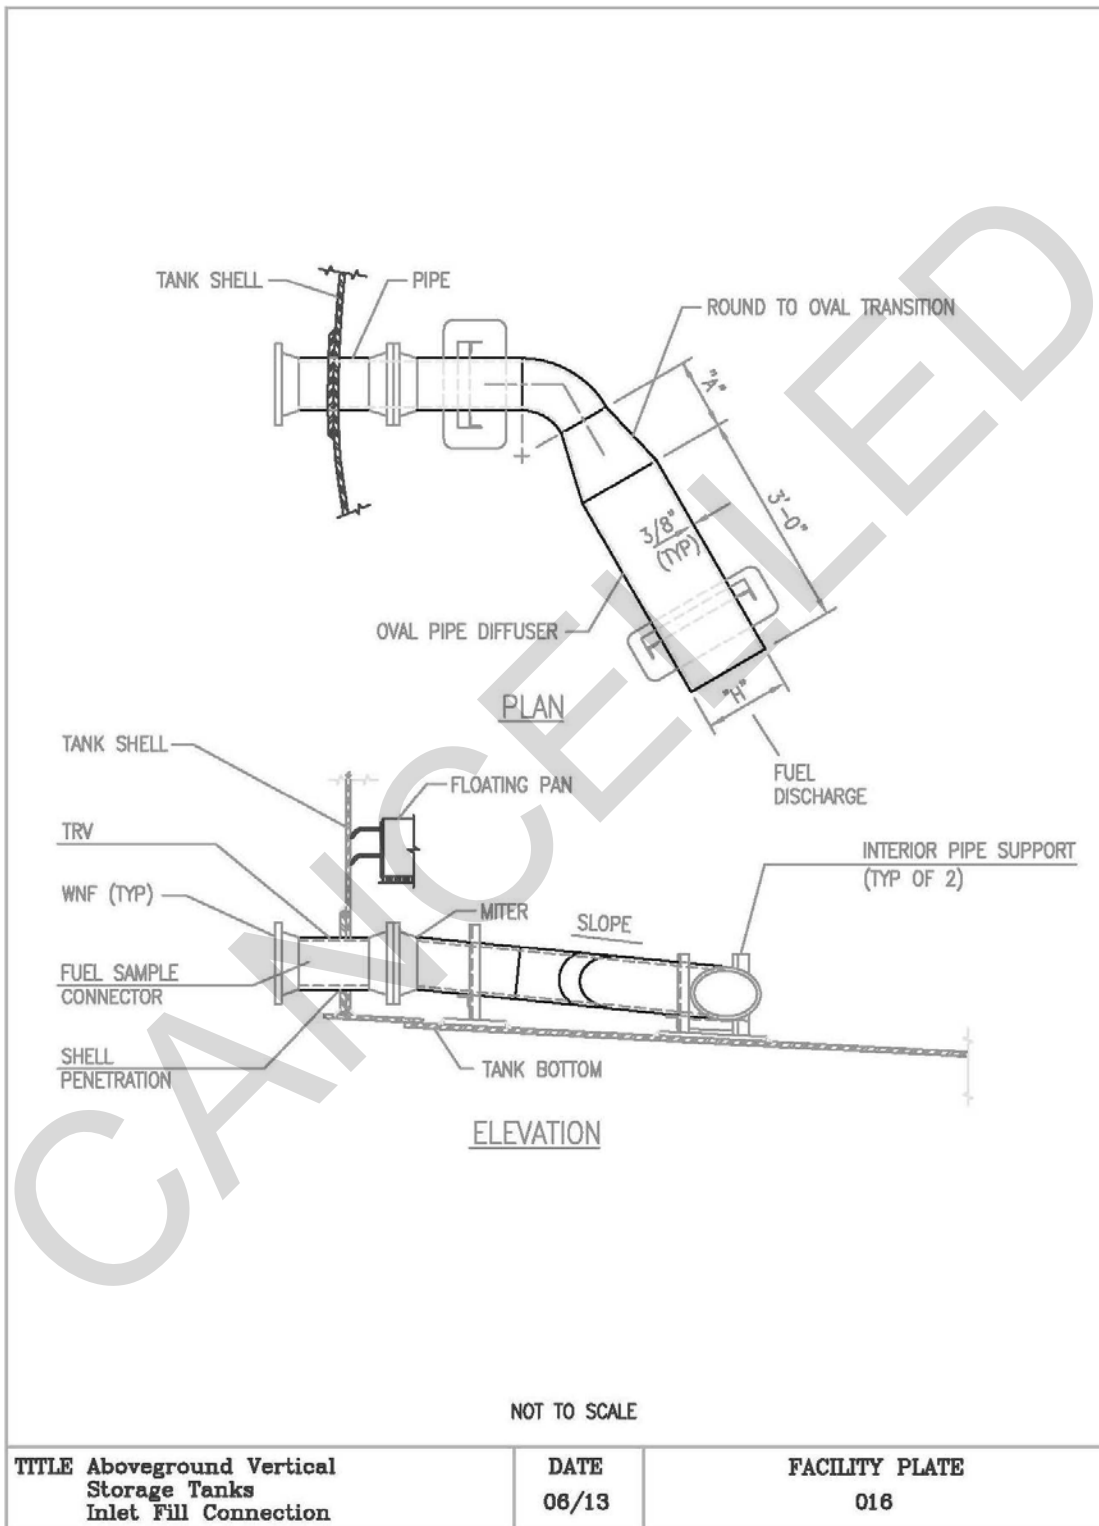 TANK SHELL
PIPE
ROUND TO OVAL TRANSITION
"A"
3'-0"
3/8"
(TYP)
OVAL PIPE DIFFUSER
"H"
PLAN
FUEL
DISCHARGE
TANK SHELL
FLOATING PAN
TRV
INTERIOR PIPE SUPPORT
(TYP OF 2)
WNF (TYP)
MITER
SLOPE
FUEL SAMPLE
CONNECTOR
SHELL
PENETRATION
TANK BOTTOM
ELEVATION
CANCELLED
NOT TO SCALE
TITLE Aboveground Vertical
Storage Tanks
Inlet Fill Connection
DATE
06/13
FACILITY PLATE
016